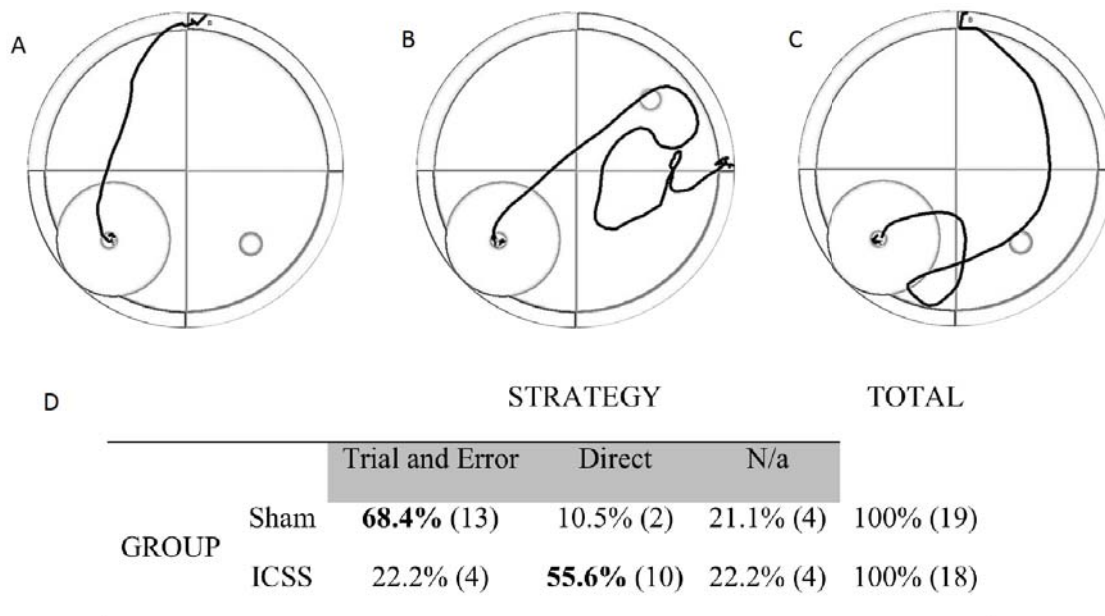 A
B
C
D
STRATEGY TOTAL
Trial and Error Direct N/a
Sham 68.4% (13) 10.5% (2) 21.1% (4) 100% (19)
GROUP
ICSS 22.2% (4) 55.6% (10) 22.2% (4) 100% (18)